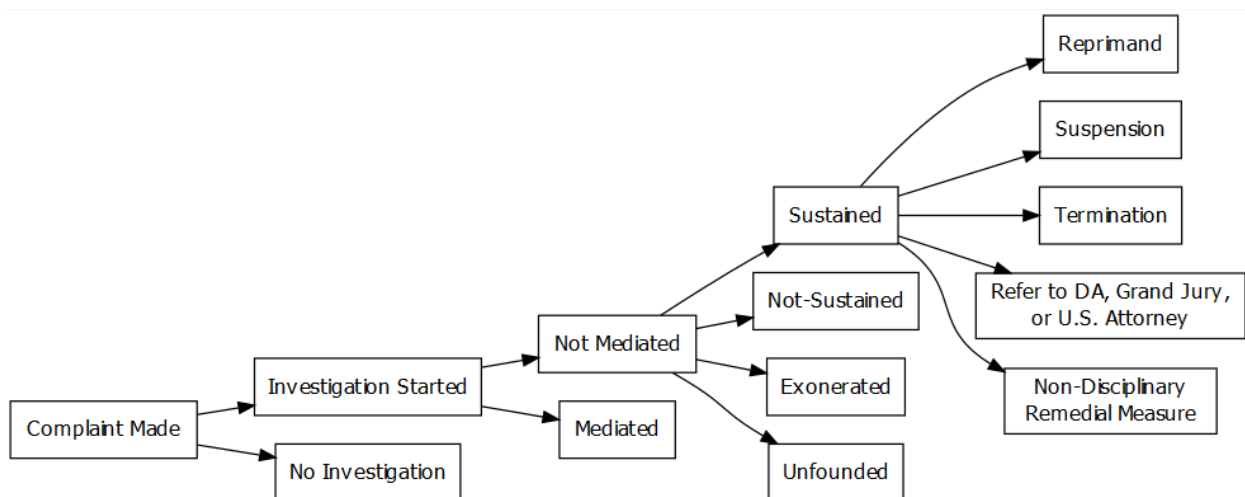 Reprimand
Suspension
Sustained
Termination
Not-Sustained
Refer to DA, Grand Jury,
or U.S. Attorney
Not Mediated
Investigation Started
Exonerated
Non-Disciplinary
Remedial Measure
Complaint Made
Mediated
No Investigation
Unfounded